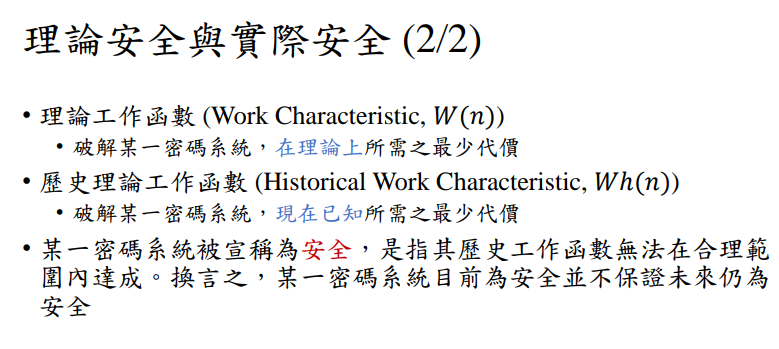 理論安全與實際安全 (2/2)
• 理論工作函數 (Work Characteristic, W(n))
• 破解某一密碼系統，在理論上所需之最少代價
• 歷史理論工作函數 (Historical Work Characteristic, Wh(n))
• 破解某一密碼系統，現在已知所需之最少代價
• 某一密碼系統被宣稱為安全，是指其歷史工作函數無法在合理範
圍內達成。換言之，某一密碼系統目前為安全並不保證未來仍為
安全